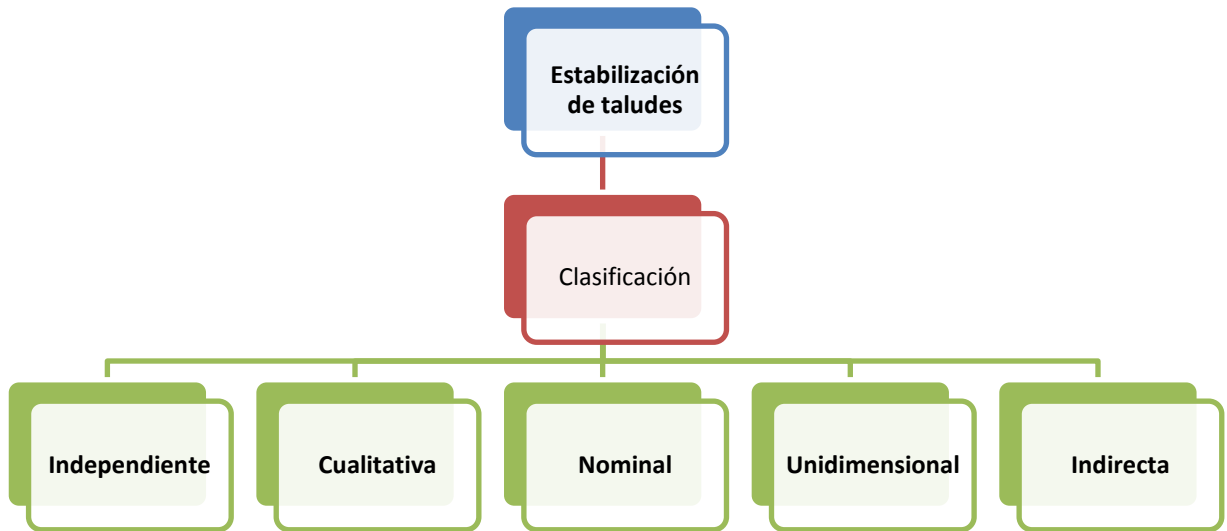 Estabilización
de taludes
Clasificación
Independiente
Cualitativa
Nominal
Unidimensional
Indirecta